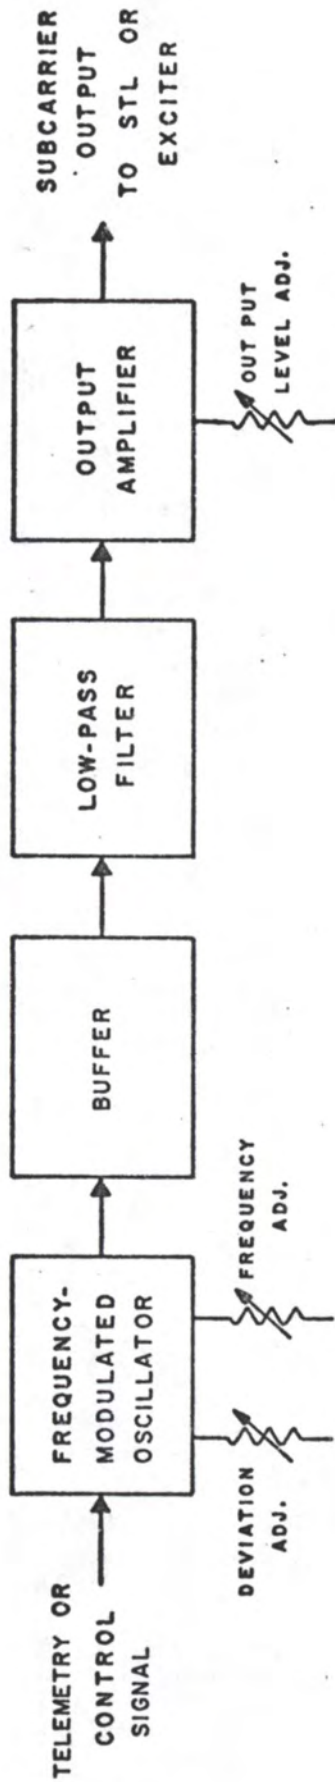 TELEMETRY OR
CONTROL
SIGNAL
FREQUENCY-
MODULATED
OSCILLATOR
DEVIATION
ADJ.
FREQUENCY
ADJ.
BUFFER
LOW-PASS
FILTER
OUTPUT
AMPLIFIER
OUT PUT
LEVEL ADJ.
SUBCARRIER
OUTPUT
TO STL OR
EXCITER